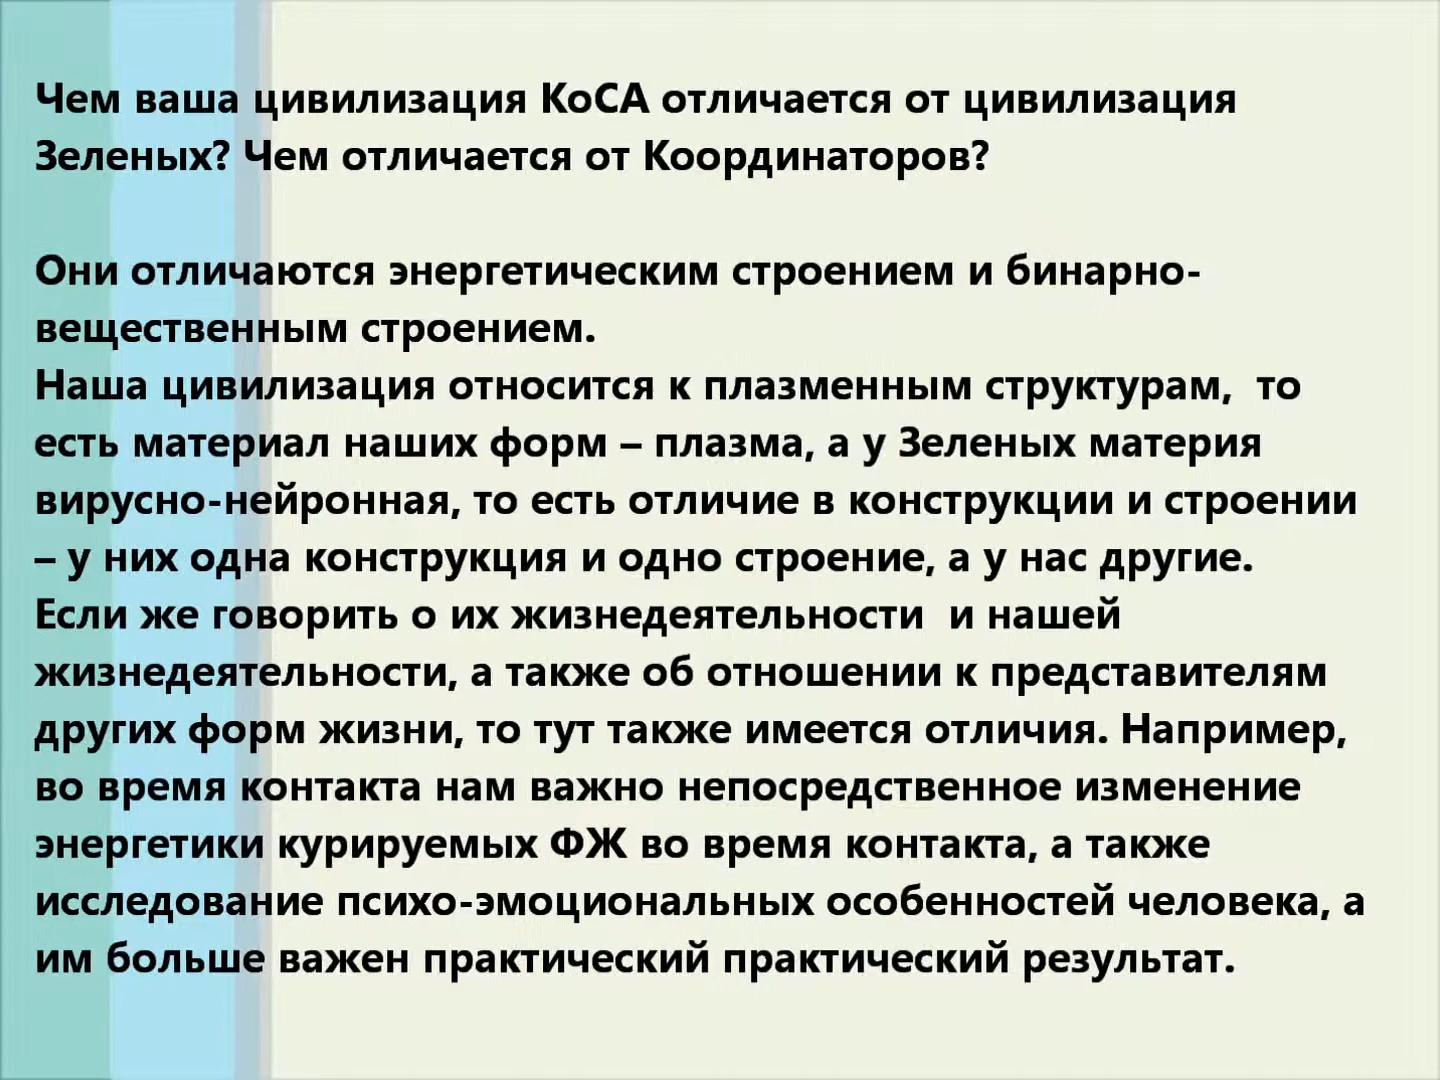 Чем ваша цивилизация КоСА отличается от цивилизация
Зеленых? Чем отличается от Координаторов?
Они отличаются энергетическим строением и бинарно-
вещественным строением.
Наша цивилизация относится к плазменным структурам,  то
есть материал наших форм – плазма, а у Зеленых материя
вирусно-нейронная, то есть отличие в конструкции и строении
– у них одна конструкция и одно строение, а у нас другие.
Если же говорить о их жизнедеятельности  и нашей
жизнедеятельности, а также об отношении к представителям
других форм жизни, то тут также имеется отличия. Например,
во время контакта нам важно непосредственное изменение
энергетики курируемых ФЖ во время контакта, а также
исследование психо-эмоциональных особенностей человека, а
им больше важен практический практический результат.